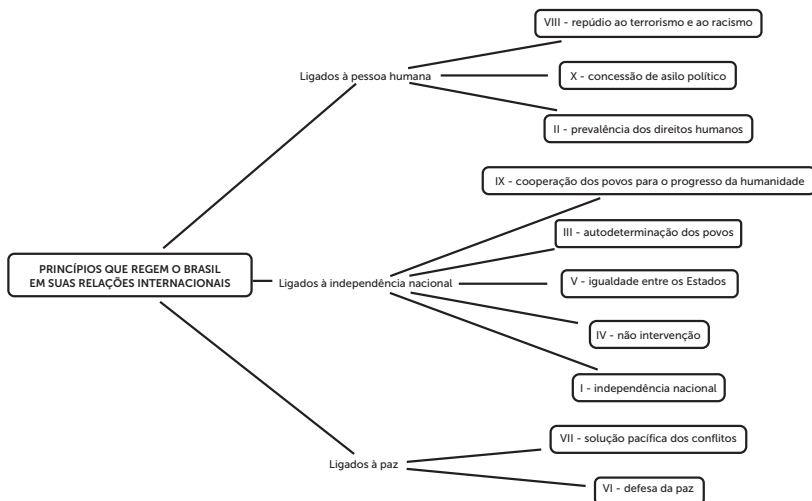 VIII - repúdio ao terrorismo e ao racismo
Ligados à pessoa humana
X - concessão de asilo político
II - prevalência dos direitos humanos
IX - cooperação dos povos para o progresso da humanidade
III - autodeterminação dos povos
PRINCÍPIOS QUE REGEM O BRASIL
EM SUAS RELAÇÕES INTERNACIONAIS
Ligados à independência nacional
V - igualdade entre os Estados
IV - não intervenção
I - independência nacional
VII - solução pacífica dos conflitos
Ligados à paz
VI - defesa da paz